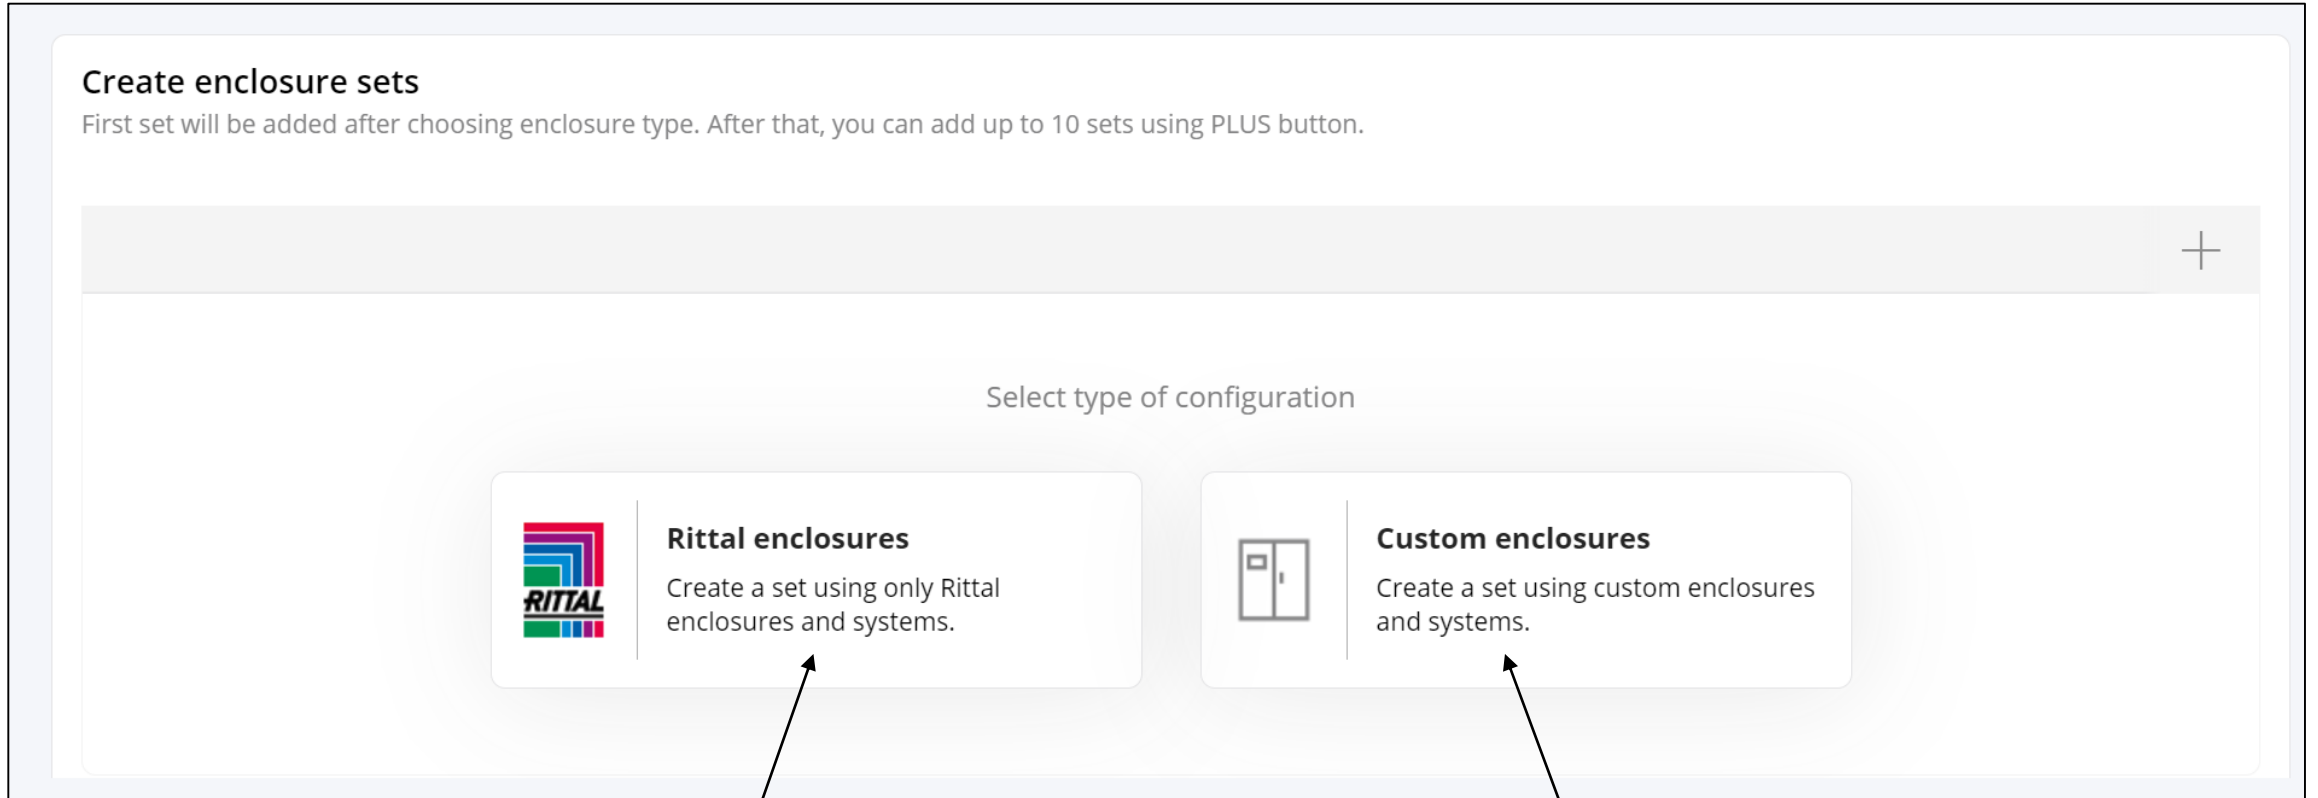 Create enclosure sets
First set will be added after choosing enclosure type. After that, you can add up to 10 sets using PLUS button.
Select type of configuration
RITTAL
Rittal enclosures
Create a set using only Rittal
enclosures and systems.
Custom enclosures
Create a set using custom enclosures
and systems.